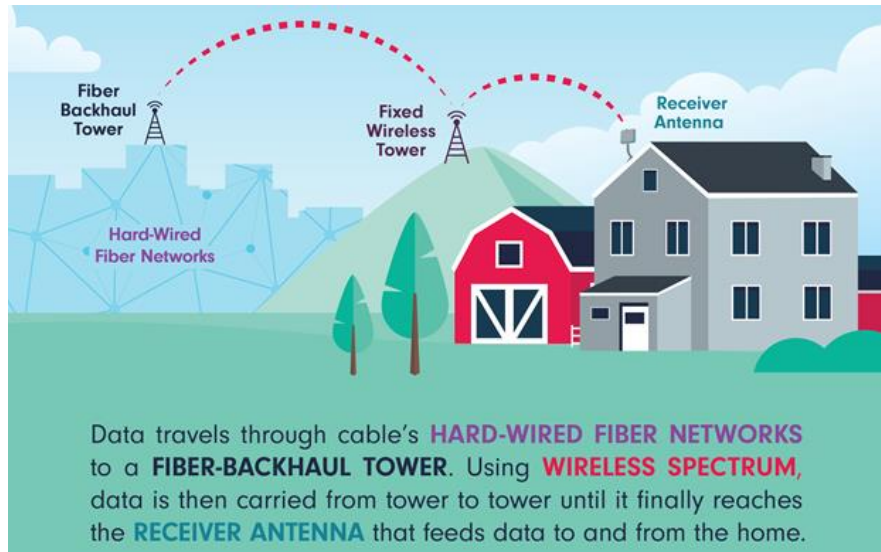 Fiber
Backhaul
Tower
Fixed
Wireless
Tower
Receiver
Antenna
Hard-Wired
Fiber Networks
Data travels through cable's HARD-WIRED FIBER NETWORKS
to a FIBER-BACKHAUL TOWER. Using WIRELESS SPECTRUM,
data is then carried from tower to tower until it finally reaches
the RECEIVER ANTENNA that feeds data to and from the home.